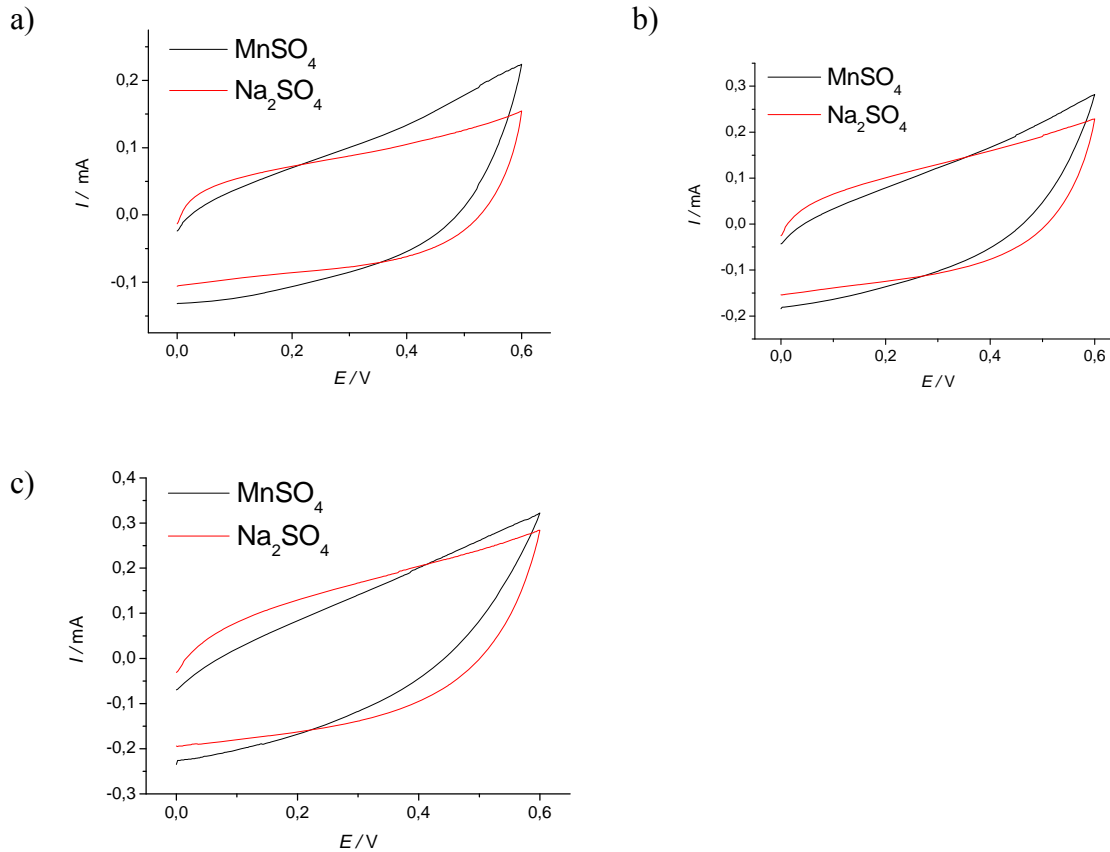 a)
MnSO₄
Na₂SO₄
0,2
0,1
0,0
-0,1
I / mA
0,0
0,2
0,4
0,6
E / V
b)
MnSO₄
Na₂SO₄
0,3
0,2
0,1
0,0
-0,1
-0,2
I / mA
0,0
0,2
0,4
0,6
E / V
c)
MnSO₄
Na₂SO₄
0,4
0,3
0,2
0,1
0,0
-0,1
-0,2
-0,3
I / mA
0,0
0,2
0,4
0,6
E / V